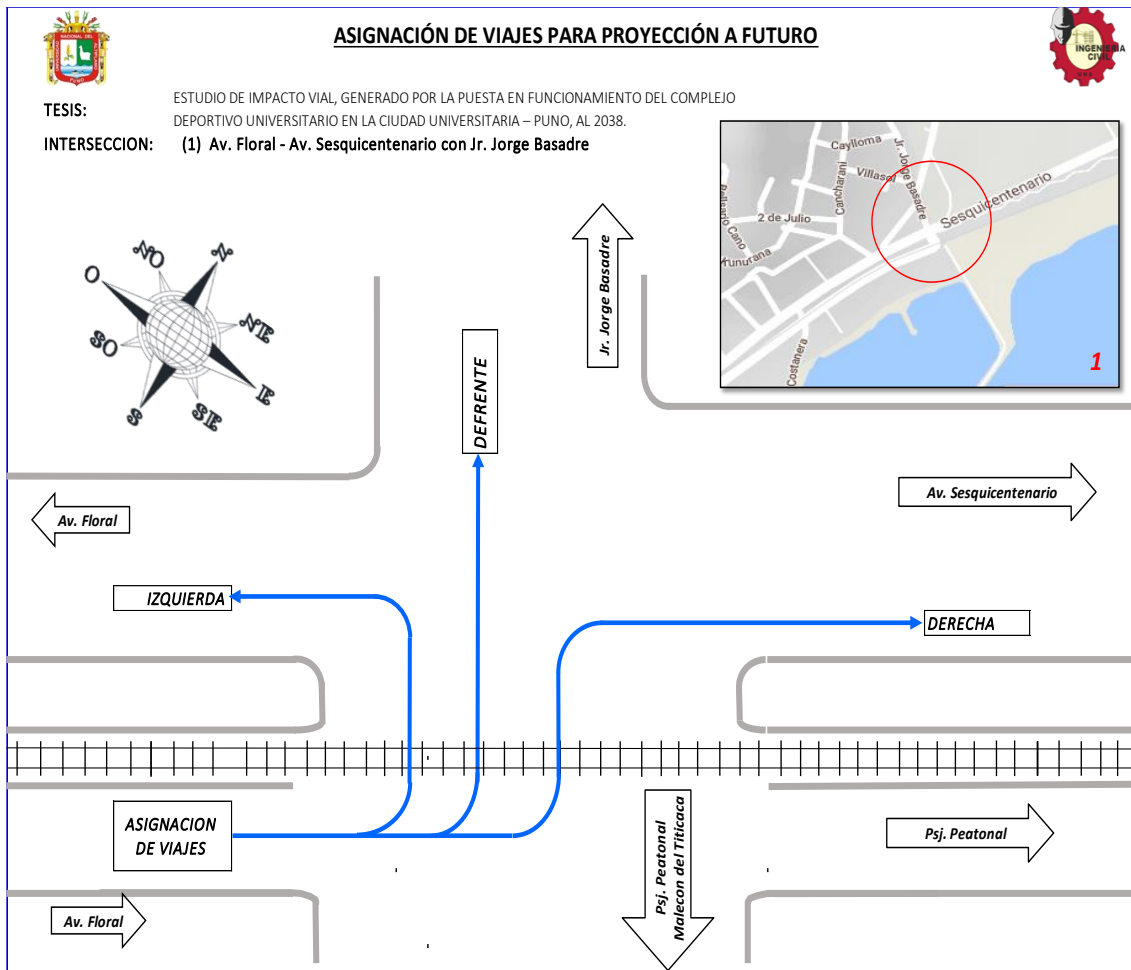 ASIGNACIÓN DE VIAJES PARA PROYECCIÓN A FUTURO
INGENIERÍA
CIVIL
TESIS:
ESTUDIO DE IMPACTO VIAL, GENERADO POR LA PUESTA EN FUNCIONAMIENTO DEL COMPLEJO
DEPORTIVO UNIVERSITARIO EN LA CIUDAD UNIVERSITARIA – PUNO, AL 2038.
INTERSECCION:
(1) Av. Floral - Av. Sesquicentenario con Jr. Jorge Basadre
Caylloma
Jr. Jorge Basadre
Villasol
Cancharani
Sesquicentenario
2 de Julio
Cano
Costanera
1
N
NO
O
NE
SO
E
S
SE
Jr. Jorge Basadre
DEFRENTE
Av. Sesquicentenario
Av. Floral
IZQUIERDA
DERECHA
ASIGNACION
DE VIAJES
Psj. Peatonal
Psj. Peatonal
Malecon del Titicaca
Av. Floral